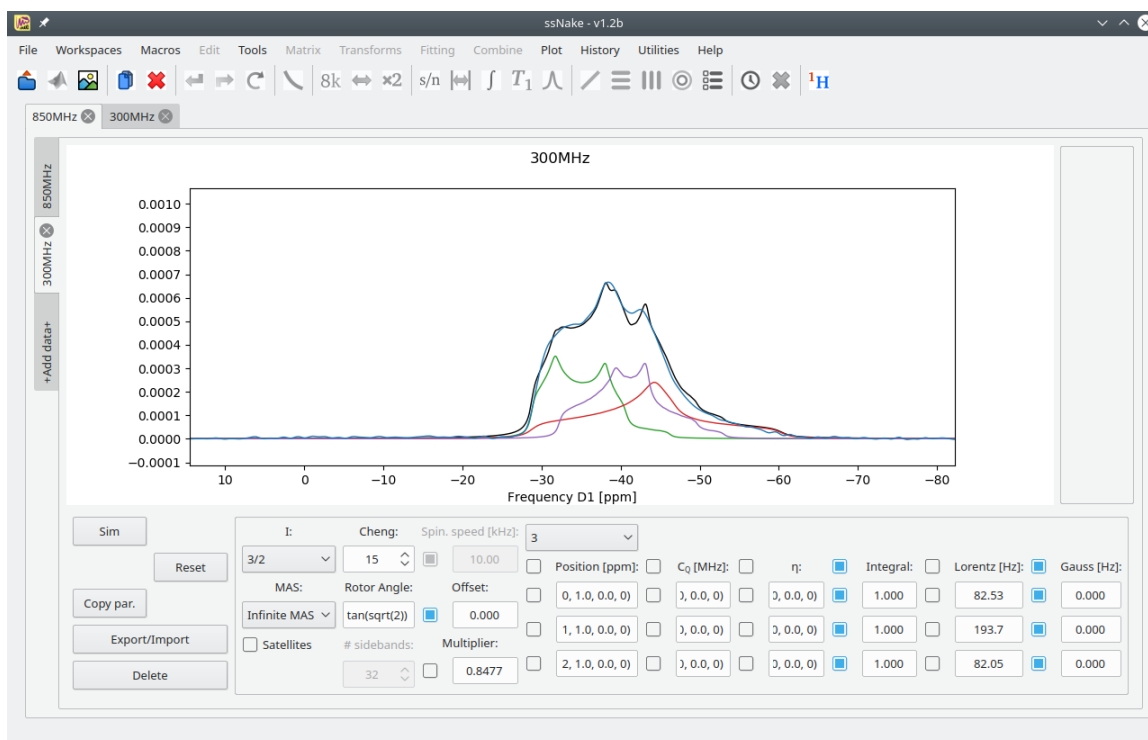 ssNake - v1.2b
File Workspaces Macros Edit Tools Matrix Transforms Fitting Combine Plot History Utilities Help
8k ×2 s/n ∫ T1 1H
850MHz 300MHz
850MHz
300MHz
+Add data+
300MHz
0.0010
0.0009
0.0008
0.0007
0.0006
0.0005
0.0004
0.0003
0.0002
0.0001
0.0000
−0.0001
10 0 −10 −20 −30 −40 −50 −60 −70 −80
Frequency D1 [ppm]
Sim I: Cheng: Spin. speed [kHz]: 3
Reset 3/2 15 10.00 Position [ppm]: CQ [MHz]: η: Integral: Lorentz [Hz]: Gauss [Hz]:
MAS: Rotor Angle: Offset:
Copy par. Infinite MAS tan(sqrt(2)) 0.000 0, 1.0, 0.0, 0) ), 0.0, 0) ), 0.0, 0) 1.000 82.53 0.000
Export/Import Satellites # sidebands: Multiplier: 1, 1.0, 0.0, 0) ), 0.0, 0) ), 0.0, 0) 1.000 193.7 0.000
Delete 32 0.8477 2, 1.0, 0.0, 0) ), 0.0, 0) ), 0.0, 0) 1.000 82.05 0.000